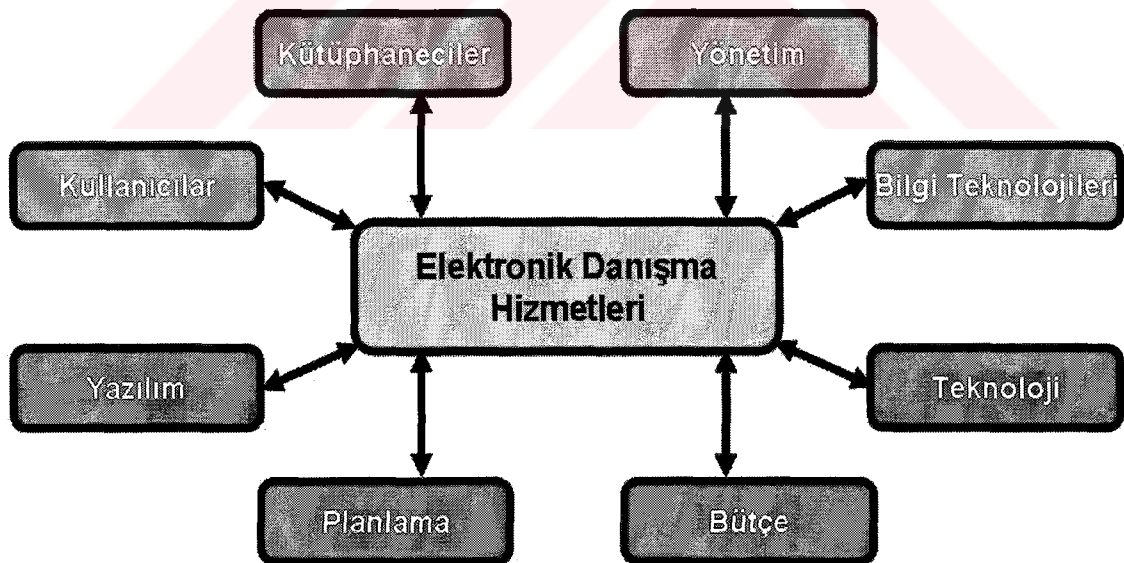 Kütüphaneciler
Yönetim
Kullanıcılar
Bilgi Teknolojileri
Elektronik Danışma
Hizmetleri
Yazılım
Teknoloji
Planlama
Bütçe